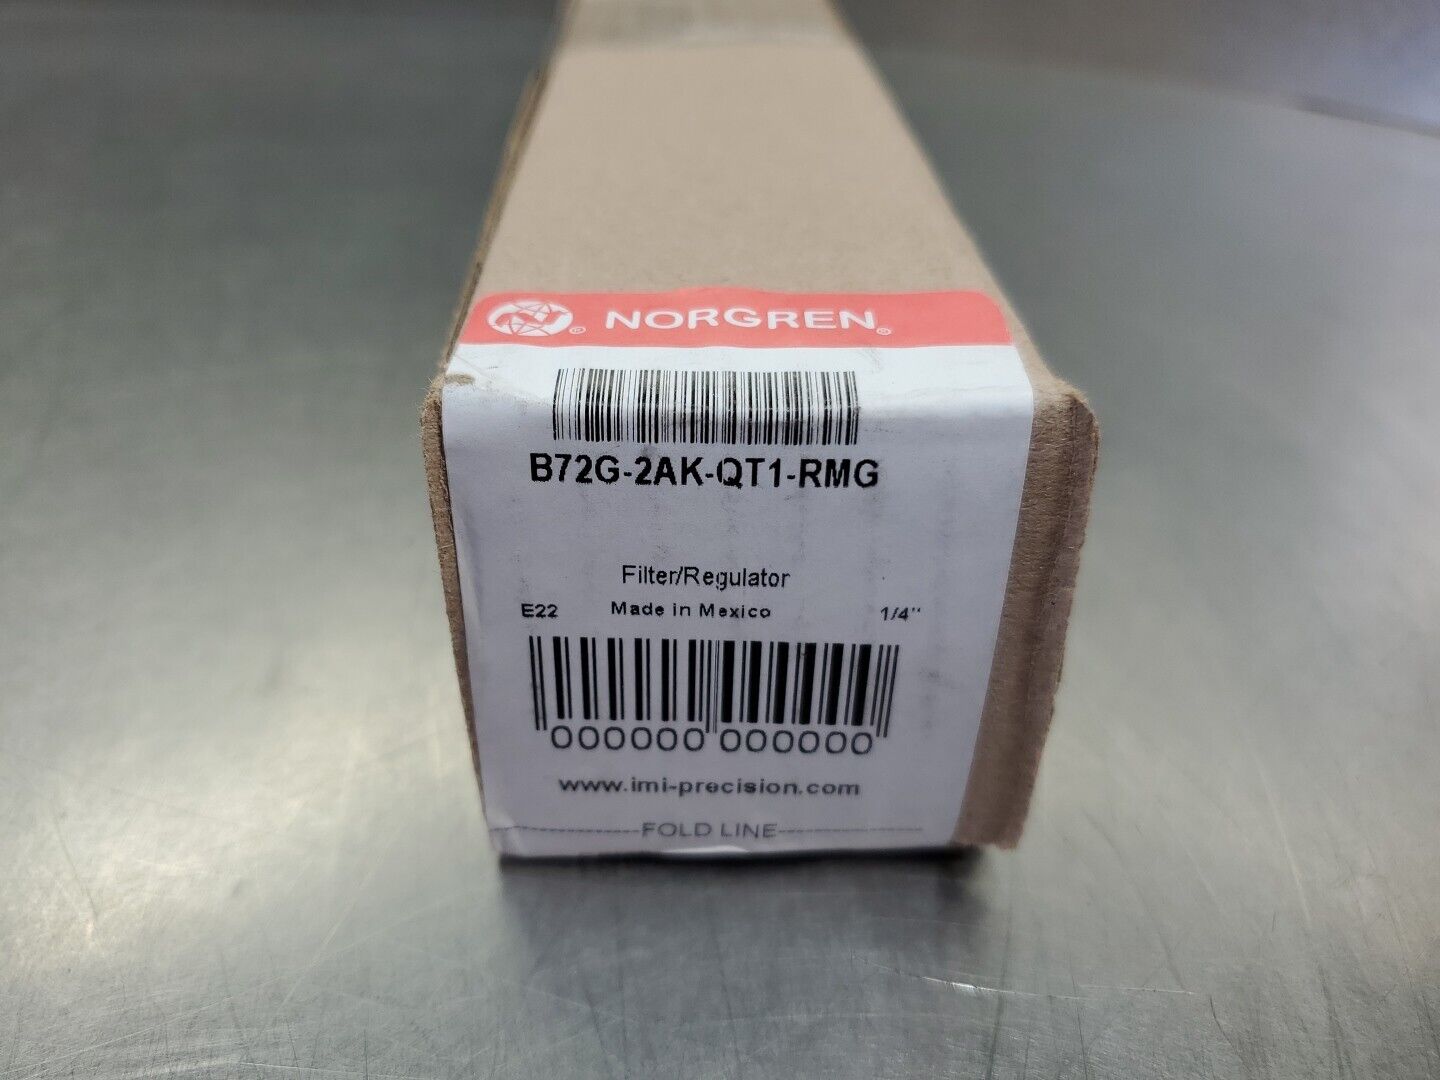 NORGREN®
B72G-2AK-QT1-RMG
Filter/Regulator
E22 Made in Mexico 1/4"
000000 000000
www.imi-precision.com
FOLD LINE